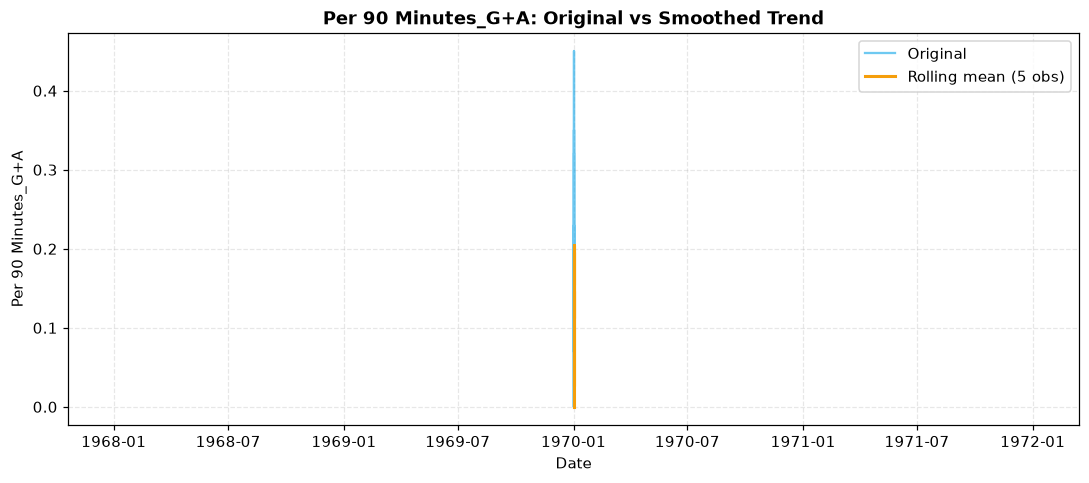 Per 90 Minutes_G+A: Original vs Smoothed Trend
Original
Rolling mean (5 obs)
Per 90 Minutes_G+A
0.4
0.3
0.2
0.1
0.0
1968-01 1968-07 1969-01 1969-07 1970-01 1970-07 1971-01 1971-07 1972-01
Date